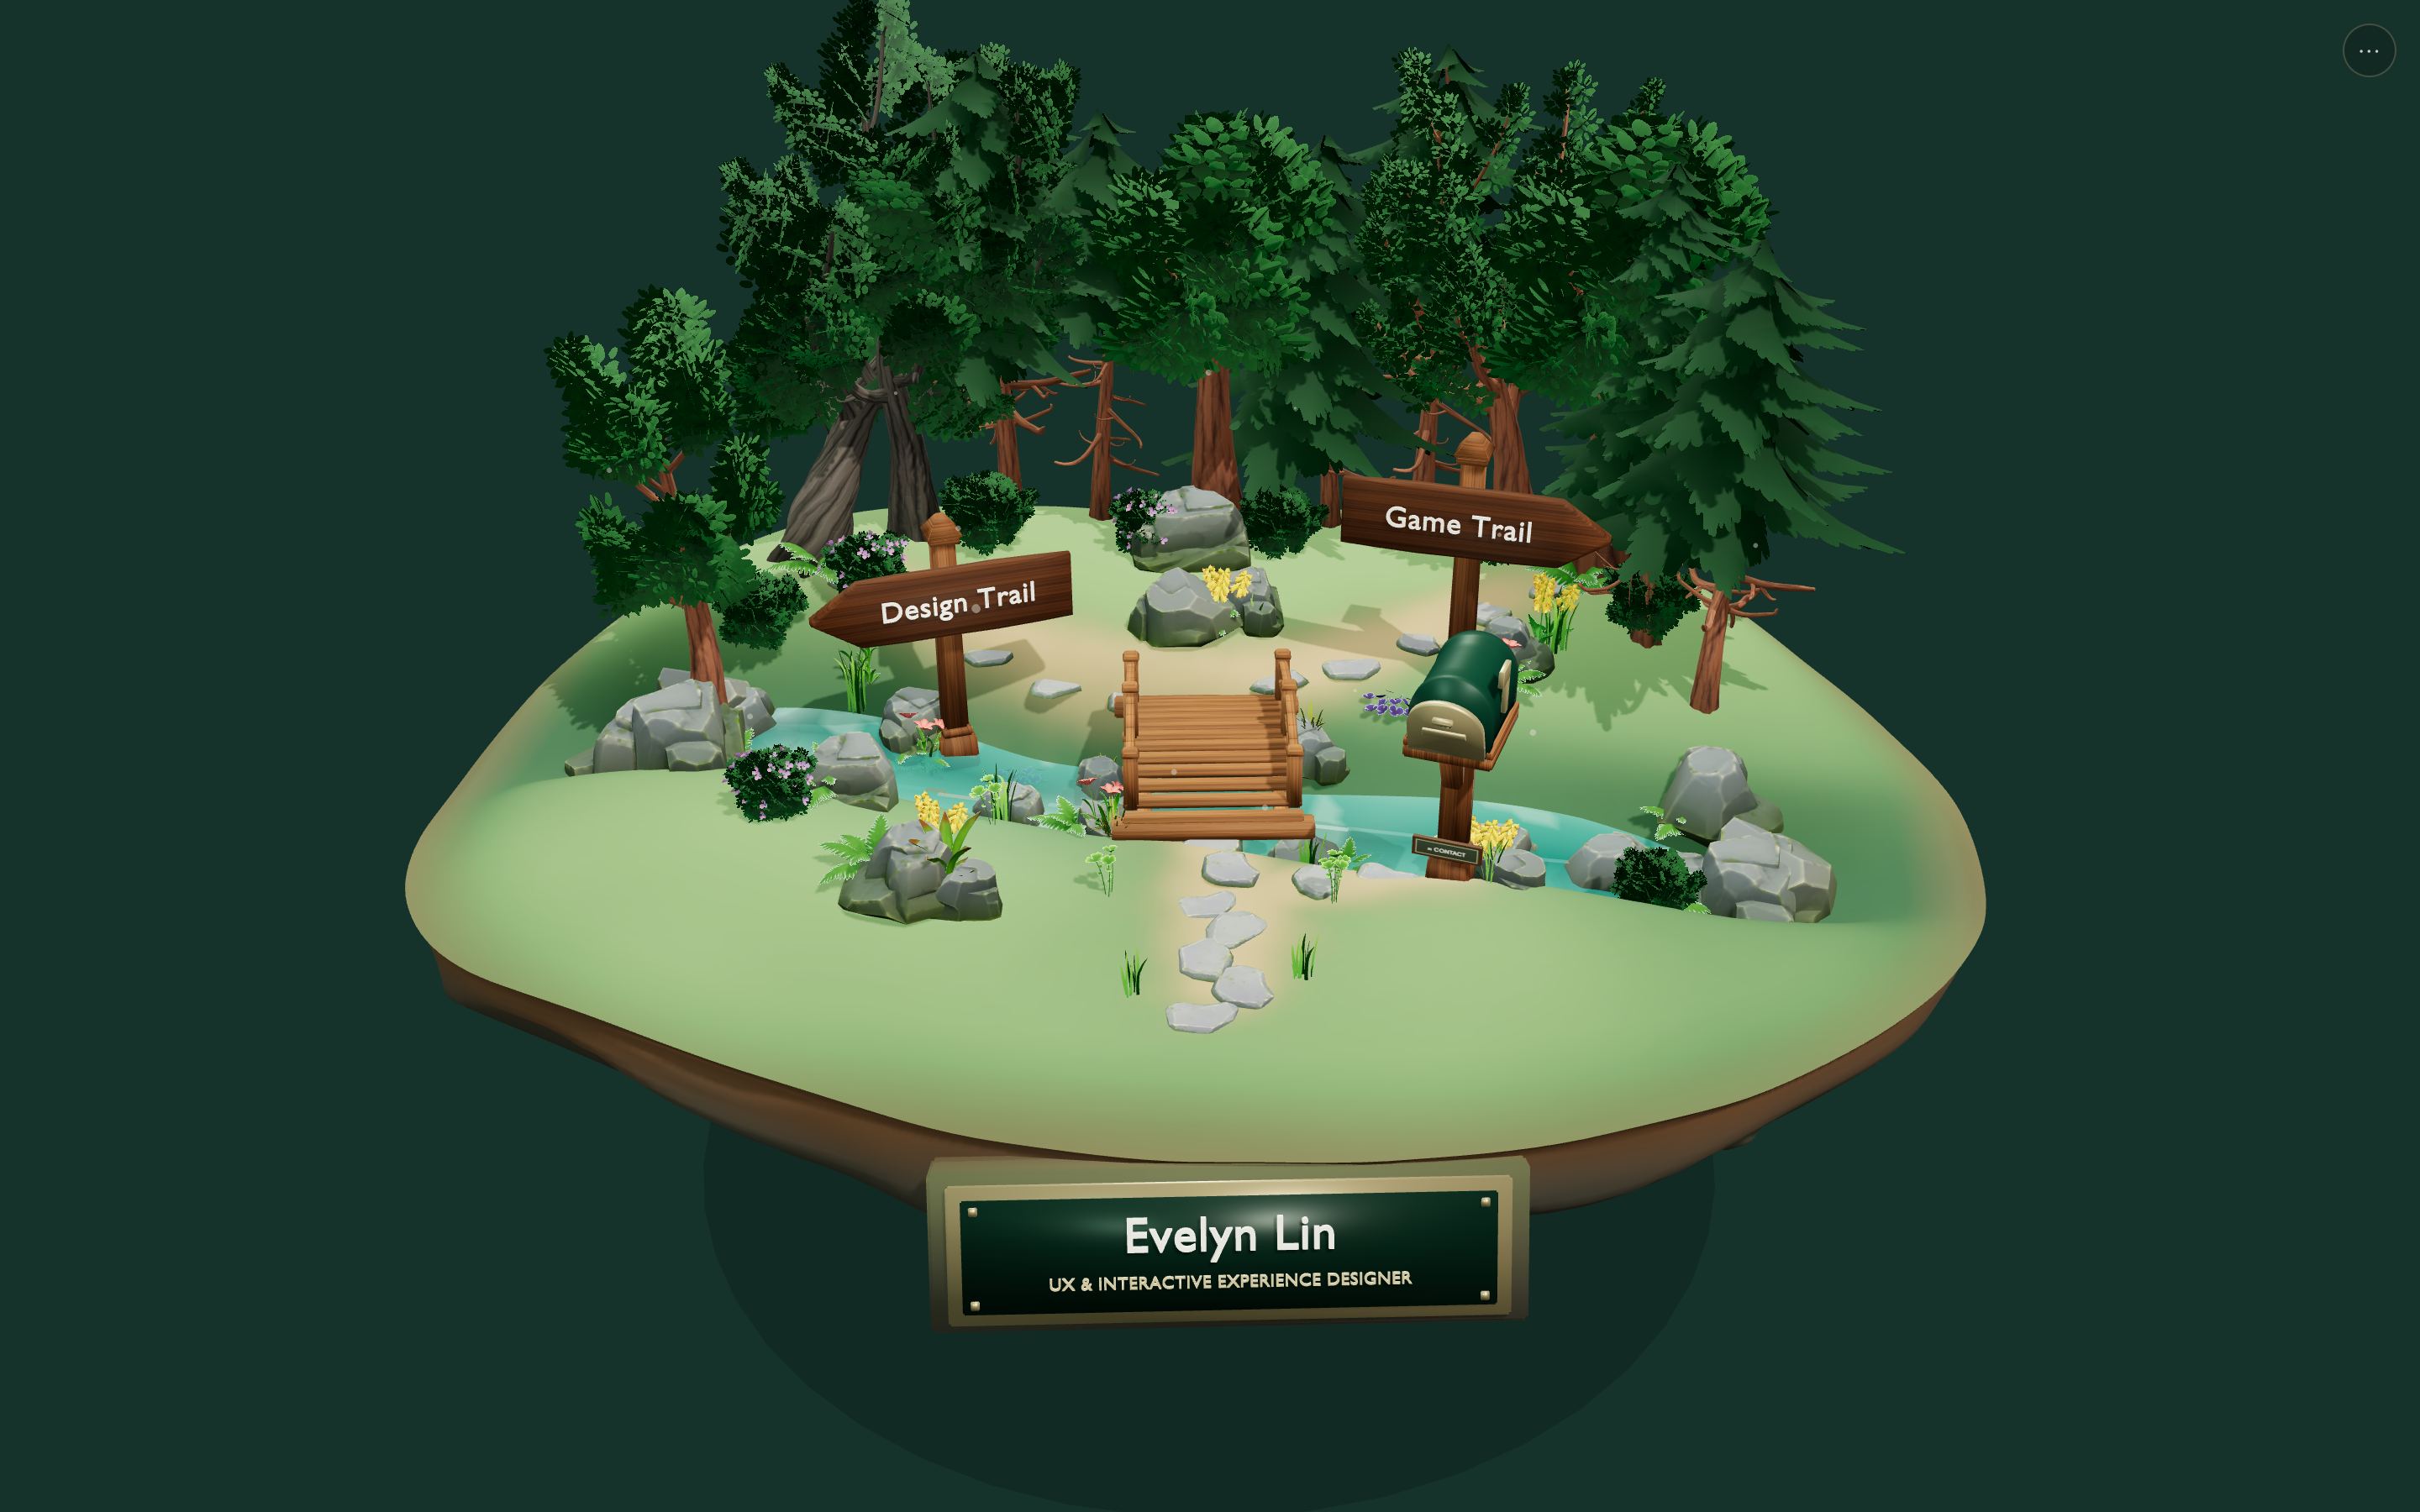 Game Trail
Design Trail
CONTACT
Evelyn Lin
UX & INTERACTIVE EXPERIENCE DESIGNER